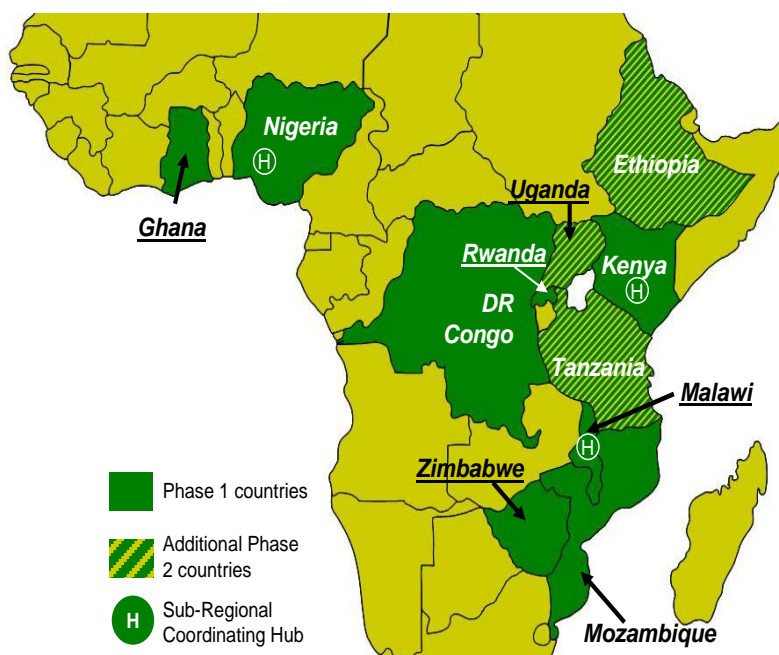 Nigeria
H
Ethiopia
Uganda
Ghana
Rwanda
Kenya
H
DR
Congo
Tanzania
Malawi
H
Zimbabwe
Phase 1 countries
Additional Phase
2 countries
H
Sub-Regional
Coordinating Hub
Mozambique